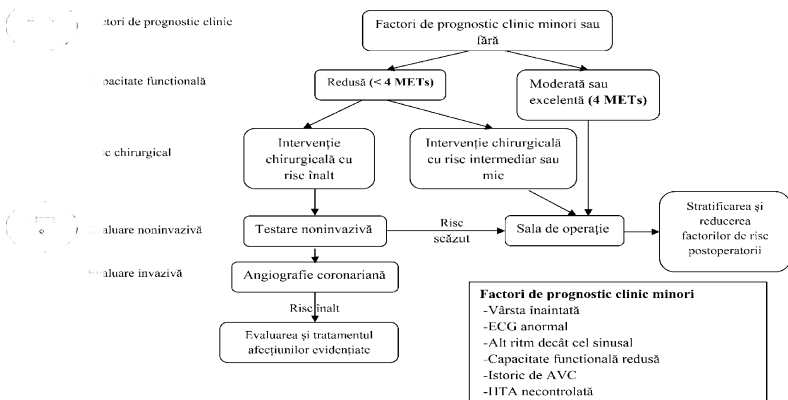 ctori de prognostic clinic
Factori de prognostic clinic minori sau
fără
pacitate funcțională
Redusă (< 4 METs)
Moderată sau
excelentă (4 METs)
sc chirurgical
Intervenție
chirurgicală cu
risc înalt
Intervenție chirurgicală
cu risc intermediar sau
mic
aluare noninvazivă
Testare noninvazivă
Risc
scăzut
Sala de operație
Stratificarea și
reducerea
factorilor de risc
postoperatorii
aluare invazivă
Angiografie coronariană
Risc înalt
Evaluarea și tratamentul
afecțiunilor evidențiate
Factori de prognostic clinic minori
-Vârsta înaintată
-ECG anormal
-Alt ritm decât cel sinusal
-Capacitate funcțională redusă
-Istoric de AVC
-HTA necontrolată